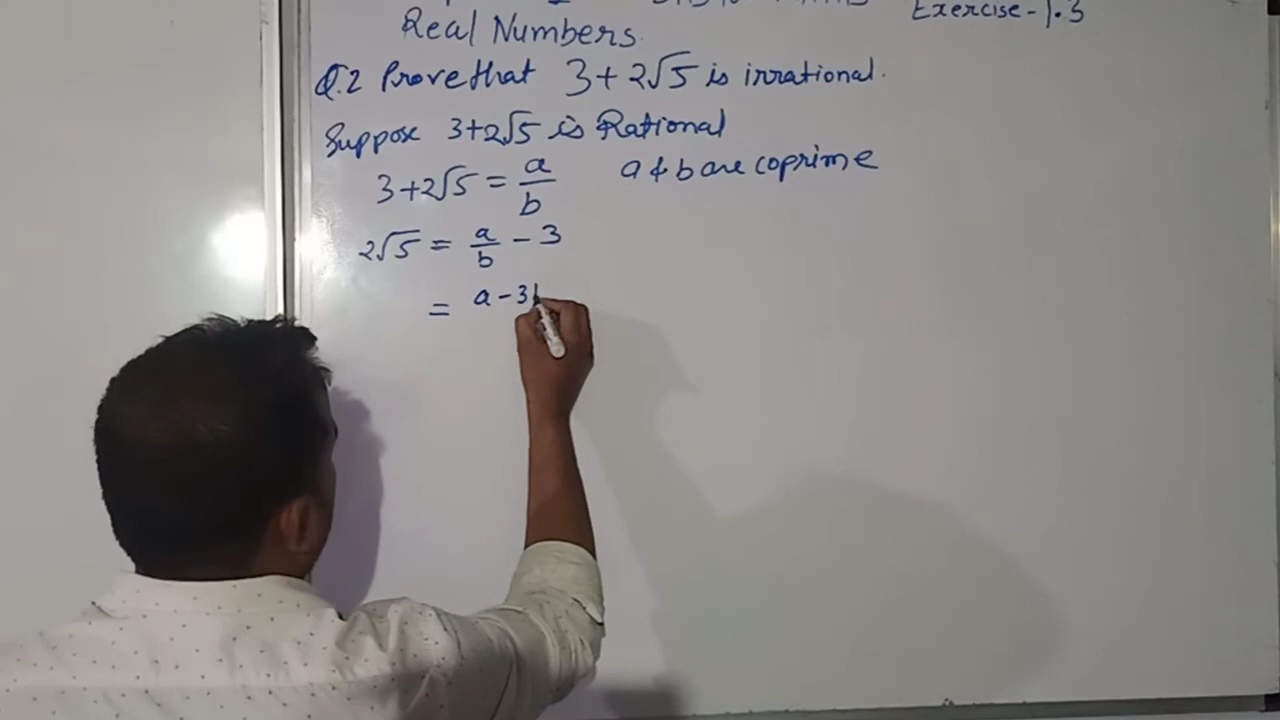 Exercise-1.3
Real Numbers.
Q.2 Prove that 3+2√5 is irrational.
Suppose 3+2√5 is Rational
3+2√5 = a/b a & b are coprime
2√5 = a/b - 3
= a-3